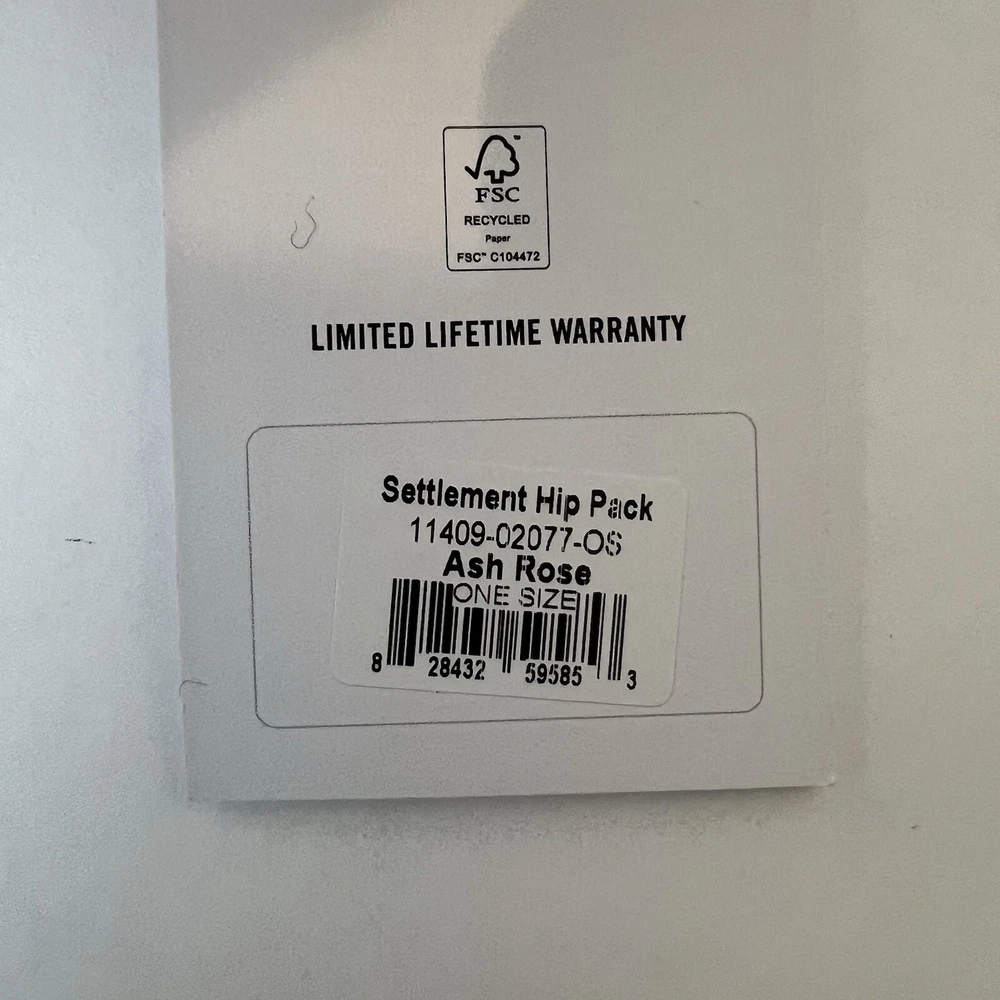 FSC
RECYCLED
Paper
FSC™ C104472
LIMITED LIFETIME WARRANTY
Settlement Hip Pack
11409-02077-OS
Ash Rose
ONE SIZE
8 28432 59585 3